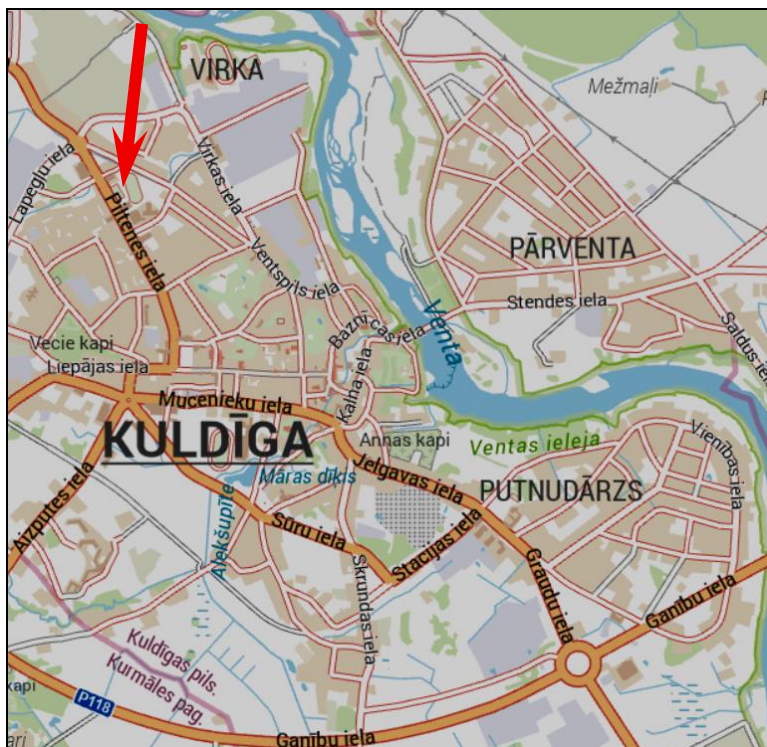 VIRKA
Mežmaļi
Lapegļu iela
Virkas iela
Piltenes iela
PĀRVENTA
Ventspils iela
Stendes iela
Baznīcas iela
Venta
Vecie kapi
Liepājas iela
Kalna iela
Saldus iela
Mucenieku iela
KULDĪGA
Annas kapi
Ventas ieleja
Vienības iela
Māras dīķis
Jelgavas iela
PUTNUDĀRZS
Aizputes iela
Alekšupīte
Sūru iela
Stacijas iela
Skrundas iela
Graudu iela
Ganību iela
Kuldīgas pils.
Kurmāles pag.
kapi
P118
Ganību iela